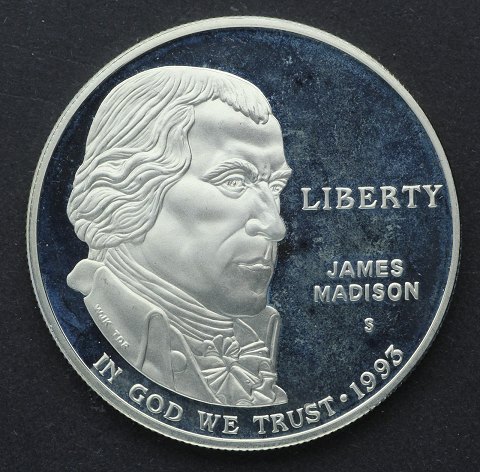 LIBERTY
JAMES
MADISON
S
IN GOD WE TRUST · 1993